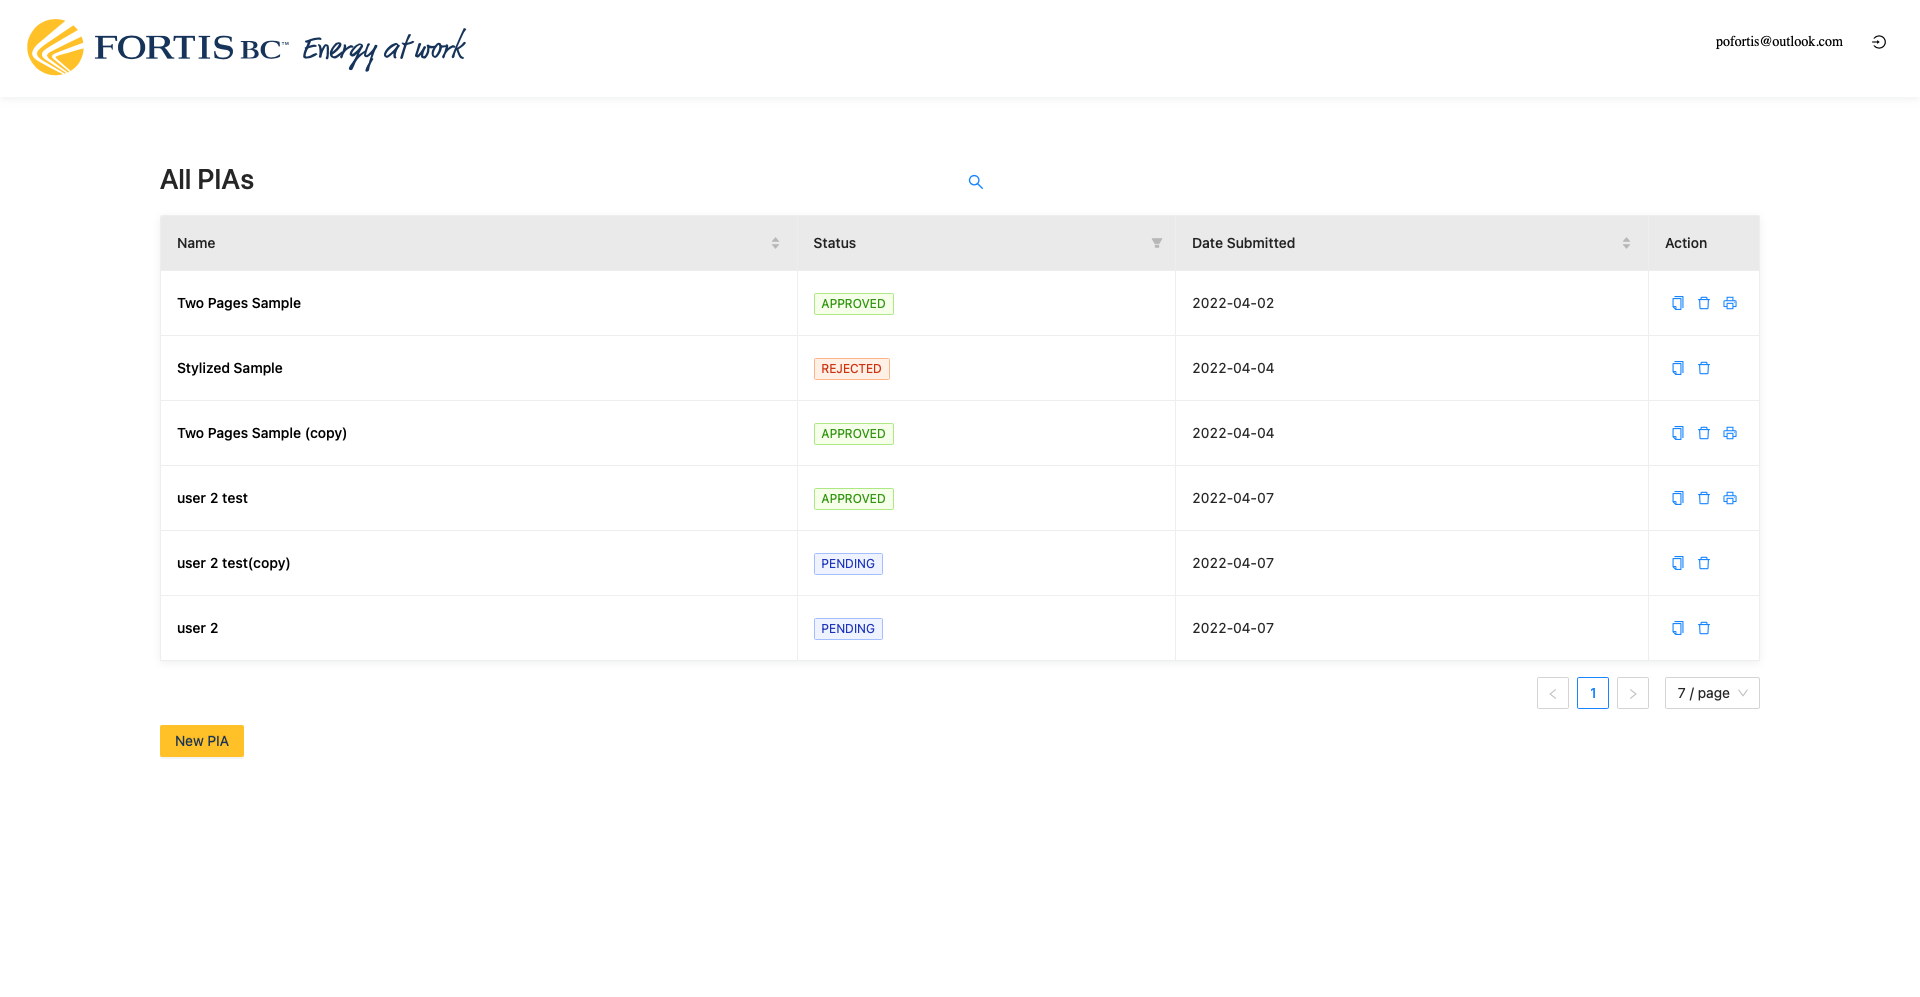 FORTIS BC™ Energy at work
pofortis@outlook.com
All PIAs
Name Status Date Submitted Action
Two Pages Sample APPROVED 2022-04-02
Stylized Sample REJECTED 2022-04-04
Two Pages Sample (copy) APPROVED 2022-04-04
user 2 test APPROVED 2022-04-07
user 2 test(copy) PENDING 2022-04-07
user 2 PENDING 2022-04-07
1 7 / page
New PIA